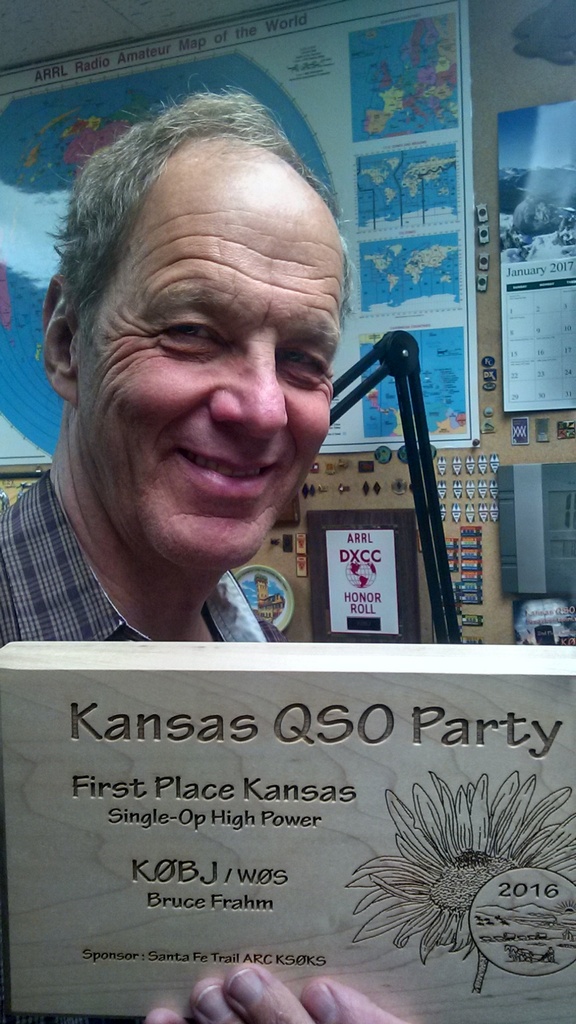 ARRL Radio Amateur Map of the World
January 2017
ARRL
DXCC
HONOR
ROLL
Kansas QSO Party
First Place Kansas
Single-Op High Power
KØBJ / WØS
Bruce Frahm
2016
Sponsor : Santa Fe Trail ARC KSØKS